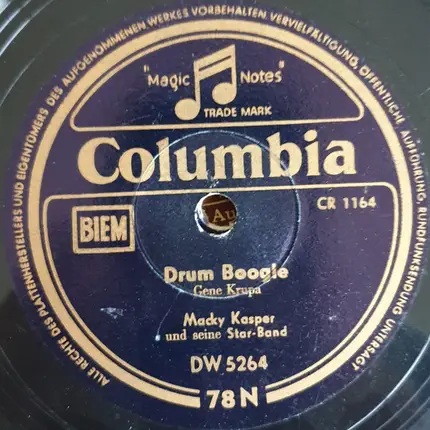 ALLE RECHTE DES PLATTENHERSTELLERS UND EIGENTÜMERS DES AUFGENOMMENEN WERKES VORBEHALTEN. VERVIELFÄLTIGUNG, ÖFFENTLICHE AUFFÜHRUNG, RUNDFUNKSENDUNG UNTERSAGT
"Magic Notes"
TRADE MARK
Columbia
BIEM
CR 1164
Au
Drum Boogie
Gene Krupa
Macky Kasper
und seine Star-Band
DW 5264
78 N